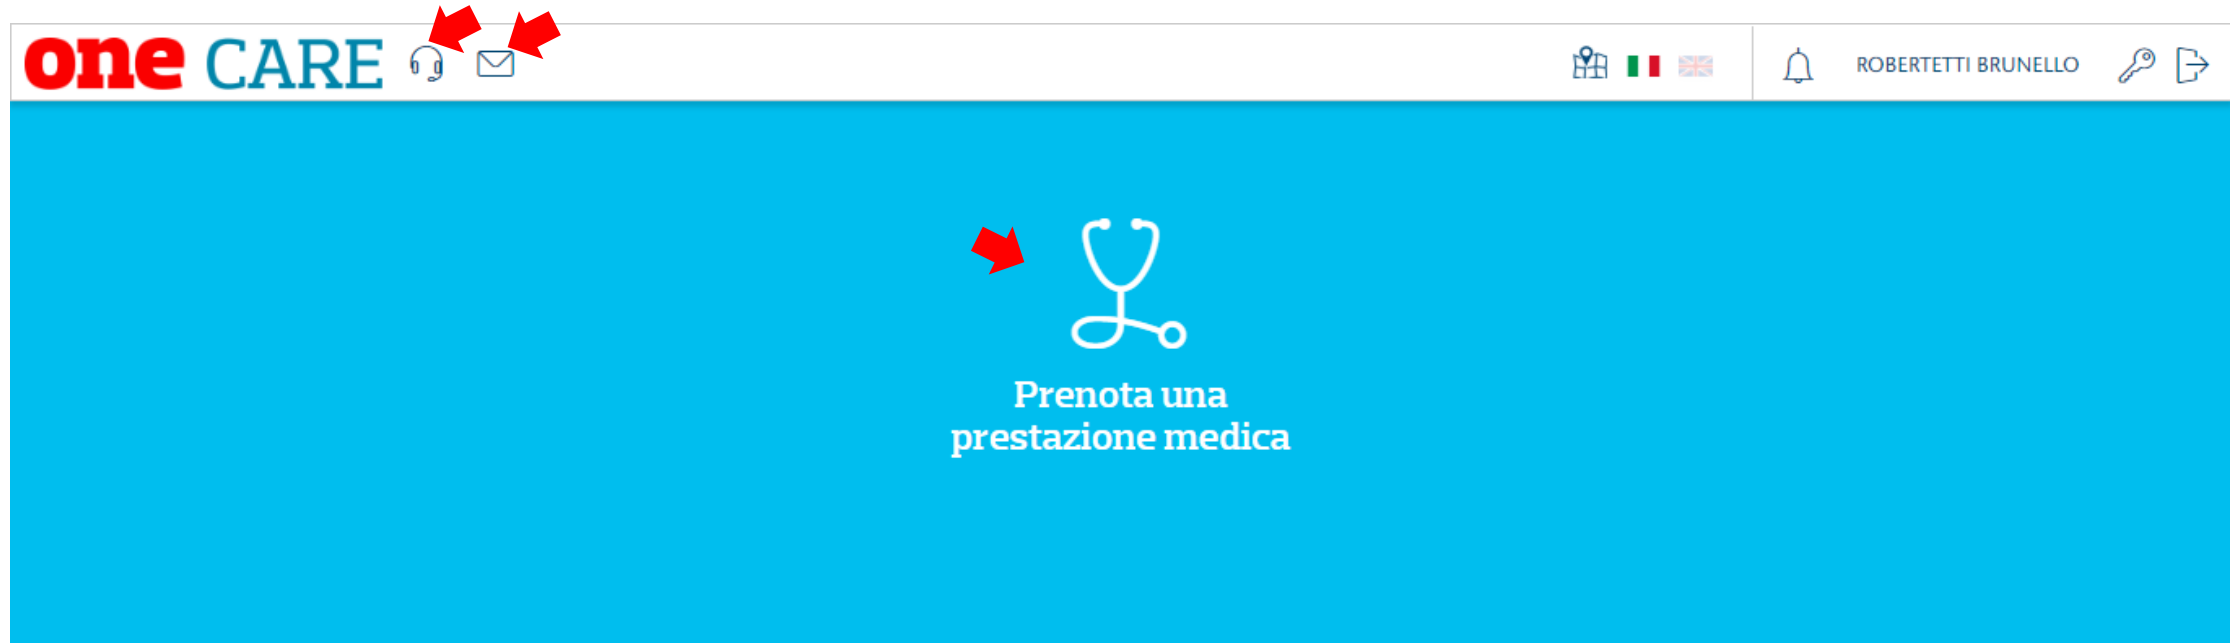 one CARE
ROBERTETTI BRUNELLO
Prenota una
prestazione medica